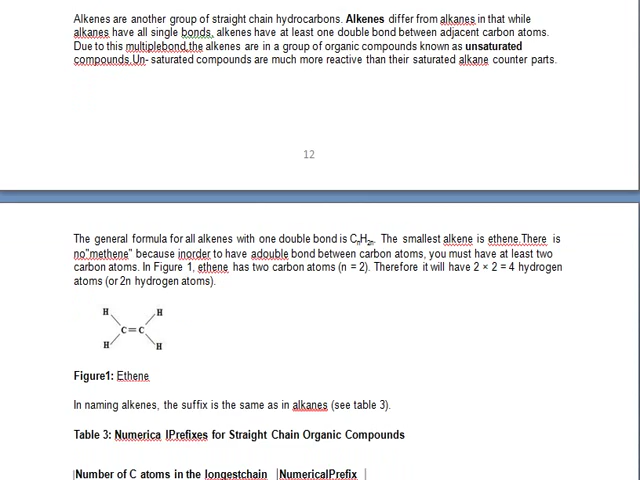 Alkenes are another group of straight chain hydrocarbons. Alkenes differ from alkanes in that while
alkanes have all single bonds, alkenes have at least one double bond between adjacent carbon atoms.
Due to this multiplebond,the alkenes are in a group of organic compounds known as unsaturated
compounds.Un- saturated compounds are much more reactive than their saturated alkane counter parts.
12
The general formula for all alkenes with one double bond is CnH2n. The smallest alkene is ethene.There is
no"methene" because inorder to have adouble bond between carbon atoms, you must have at least two
carbon atoms. In Figure 1, ethene has two carbon atoms (n = 2). Therefore it will have 2 × 2 = 4 hydrogen
atoms (or 2n hydrogen atoms).
H H
C=C
H H
Figure1: Ethene
In naming alkenes, the suffix is the same as in alkanes (see table 3).
Table 3: Numerica lPrefixes for Straight Chain Organic Compounds
Number of C atoms in the longestchain NumericalPrefix